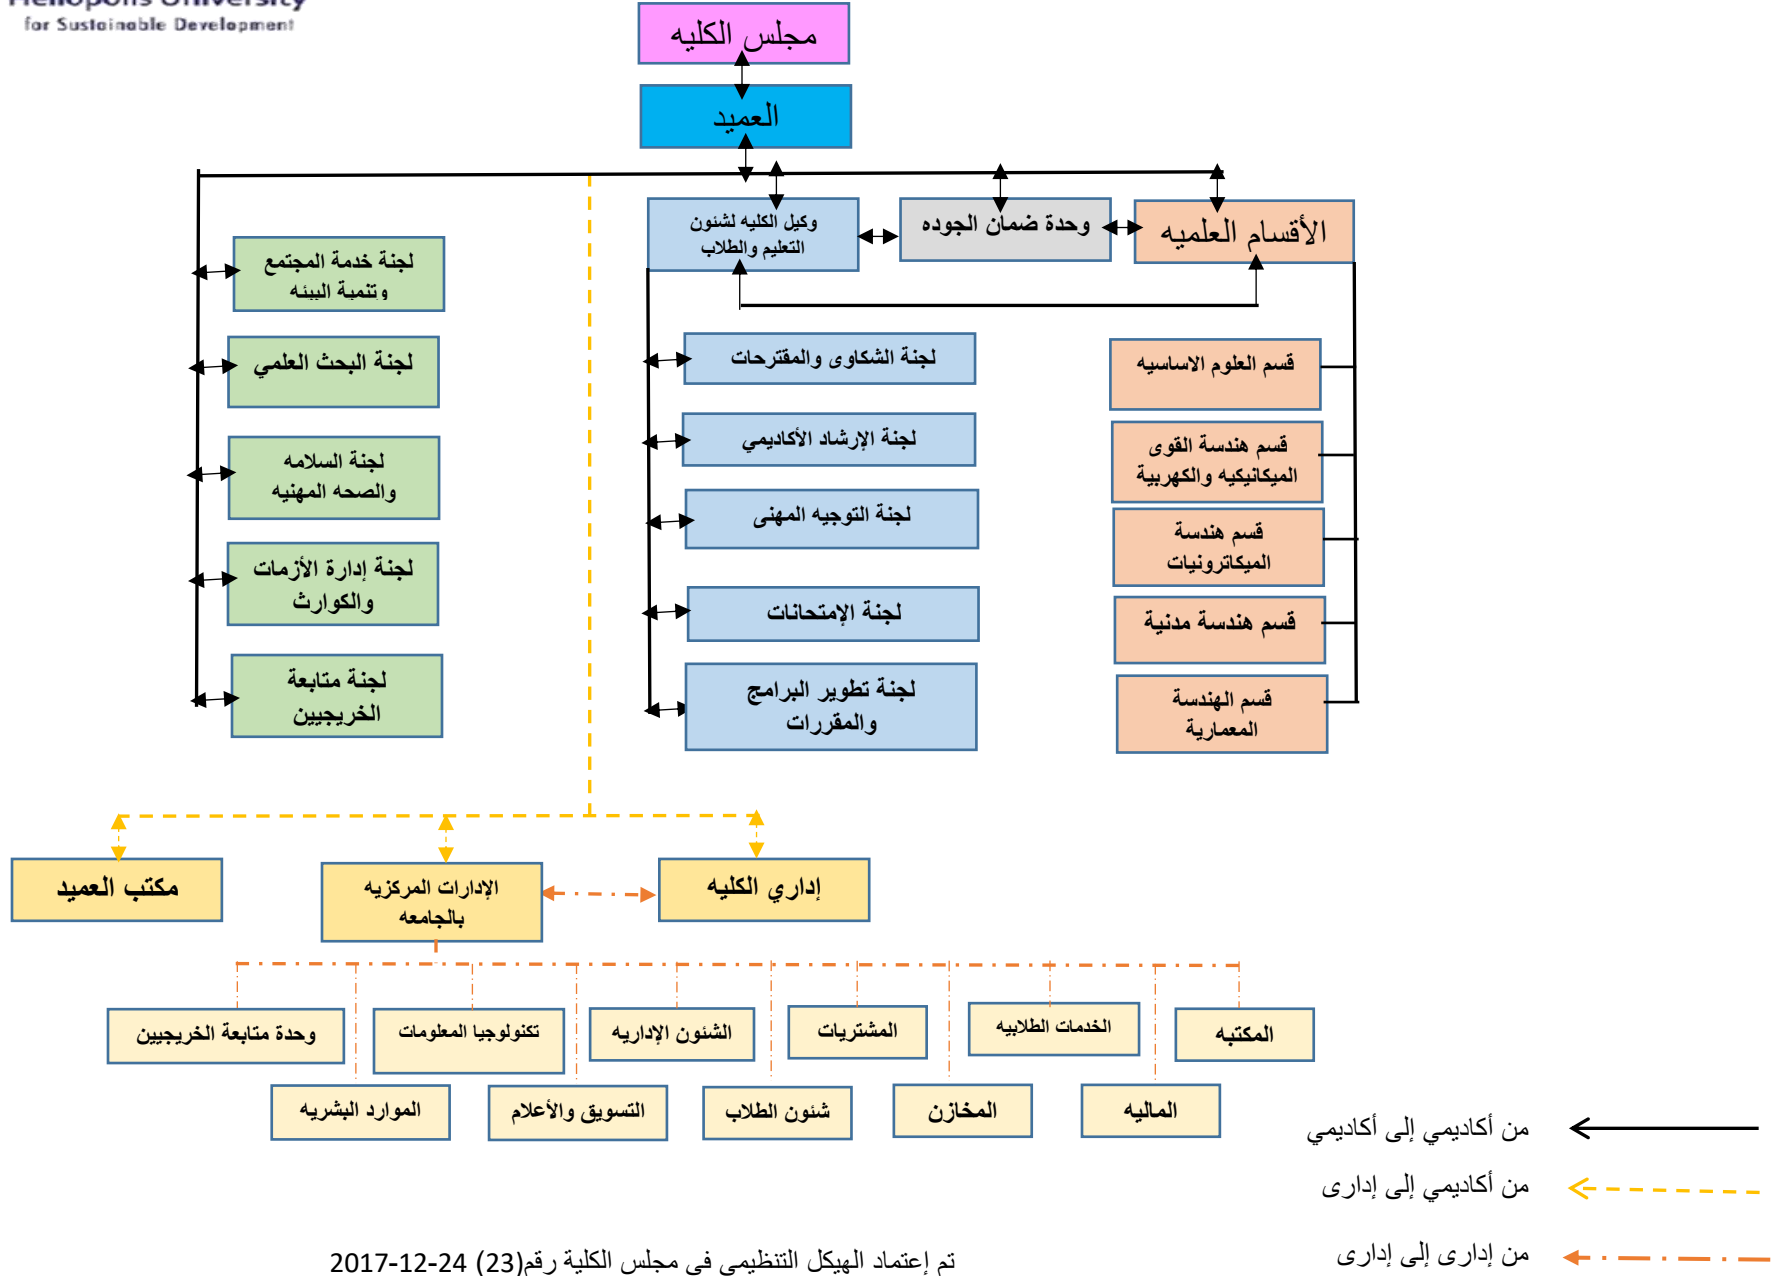 Heliopolis University
for Sustainable Development
مجلس الكليه
العميد
الأقسام العلميه
وحدة ضمان الجوده
وكيل الكليه لشئون
التعليم والطلاب
لجنة خدمة المجتمع
وتنمية البيئه
لجنة البحث العلمي
لجنة السلامه
والصحه المهنيه
لجنة إدارة الأزمات
والكوارث
لجنة متابعة
الخريجيين
لجنة الشكاوى والمقترحات
لجنة الإرشاد الأكاديمي
لجنة التوجيه المهنى
لجنة الإمتحانات
لجنة تطوير البرامج
والمقررات
قسم العلوم الاساسيه
قسم هندسة القوى
الميكانيكيه والكهربية
قسم هندسة
الميكاترونيات
قسم هندسة مدنية
قسم الهندسة
المعمارية
إداري الكليه
الإدارات المركزيه
بالجامعه
مكتب العميد
المكتبه
الخدمات الطلابيه
المشتريات
الشئون الإداريه
تكنولوجيا المعلومات
وحدة متابعة الخريجيين
الماليه
المخازن
شئون الطلاب
التسويق والأعلام
الموارد البشريه
من أكاديمي إلى أكاديمي
من أكاديمي إلى إدارى
من إدارى إلى إدارى
تم إعتماد الهيكل التنظيمى فى مجلس الكلية رقم(23) 24-12-2017